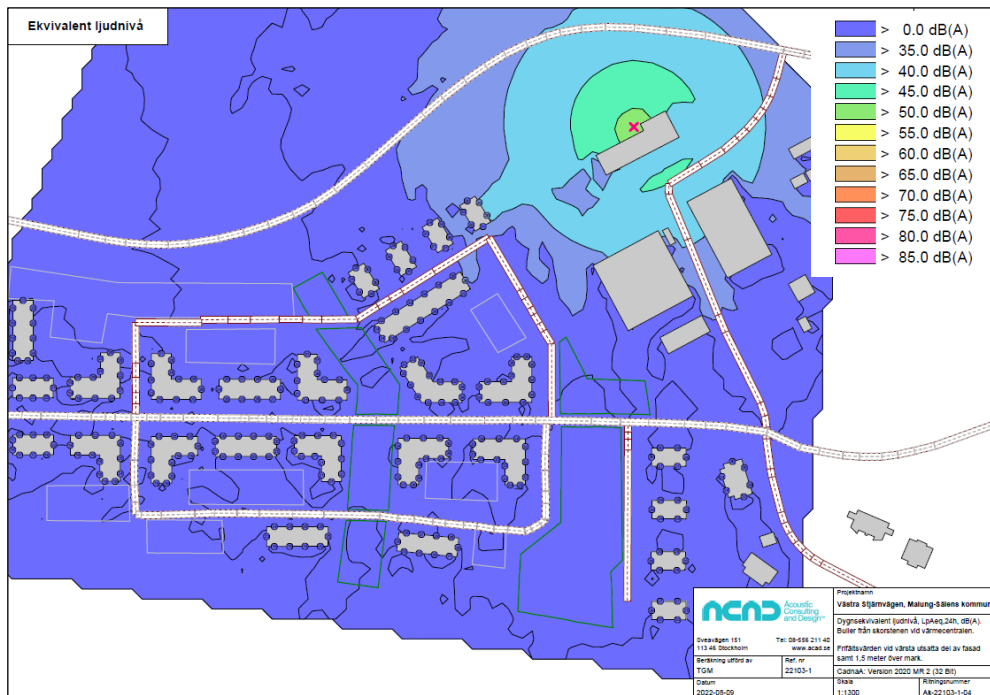 Ekvivalent ljudnivå
> 0.0 dB(A)
> 35.0 dB(A)
> 40.0 dB(A)
> 45.0 dB(A)
> 50.0 dB(A)
> 55.0 dB(A)
> 60.0 dB(A)
> 65.0 dB(A)
> 70.0 dB(A)
> 75.0 dB(A)
> 80.0 dB(A)
> 85.0 dB(A)
ACAD
Acoustic
Consulting
and Design
Sveavägen 151
113 46 Stockholm
Tel: 08-556 211 40
www.acad.se
Beräkning utförd av
TGM
Ref. nr
22103-1
Datum
2022-08-09
Projektnamn
Västra Stjärnvägen, Malung-Sälens kommun
Dygnsekvivalent ljudnivå, LpAeq,24h, dB(A).
Buller från skorstenen vid värmecentralen.
Frifältsvärden vid värsta utsatta del av fasad
samt 1,5 meter över mark.
CadnaA: Version 2020 MR 2 (32 Bit)
Skala
1:1300
Ritningsnummer
Ak-22103-1-04